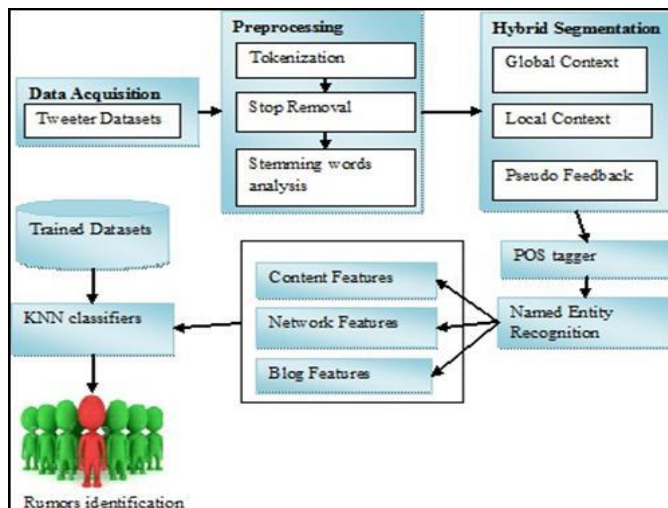 Data Acquisition
Tweeter Datasets
Preprocessing
Tokenization
Stop Removal
Stemming words
analysis
Hybrid Segmentation
Global Context
Local Context
Pseudo Feedback
POS tagger
Named Entity
Recognition
Content Features
Network Features
Blog Features
Trained Datasets
KNN classifiers
Rumors identification